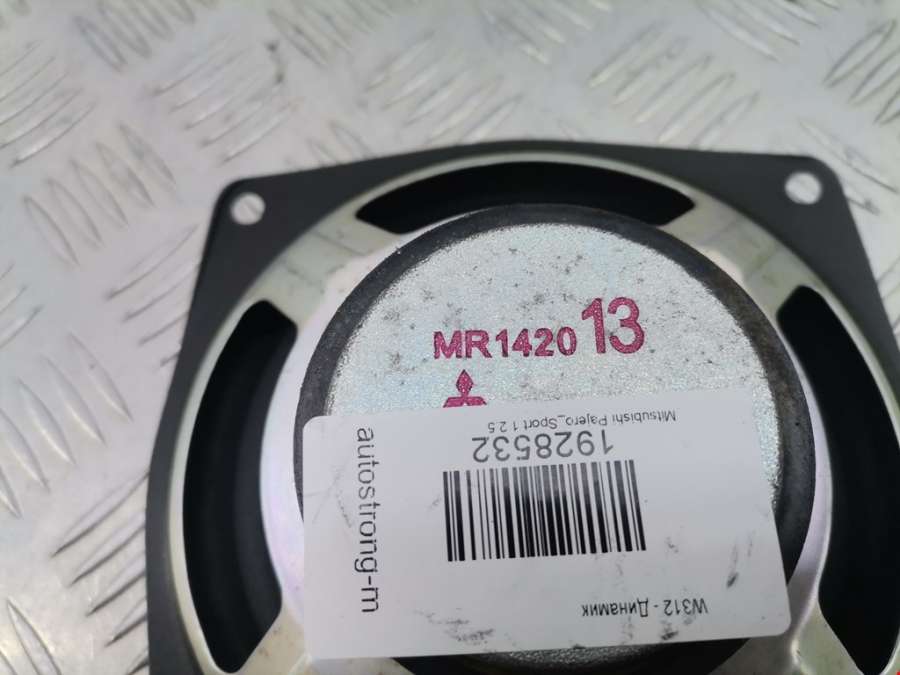 MR1420 13
autostrong-m
W312 - Динамик
1928532
Mitsubishi Pajero_Sport 1 2.5